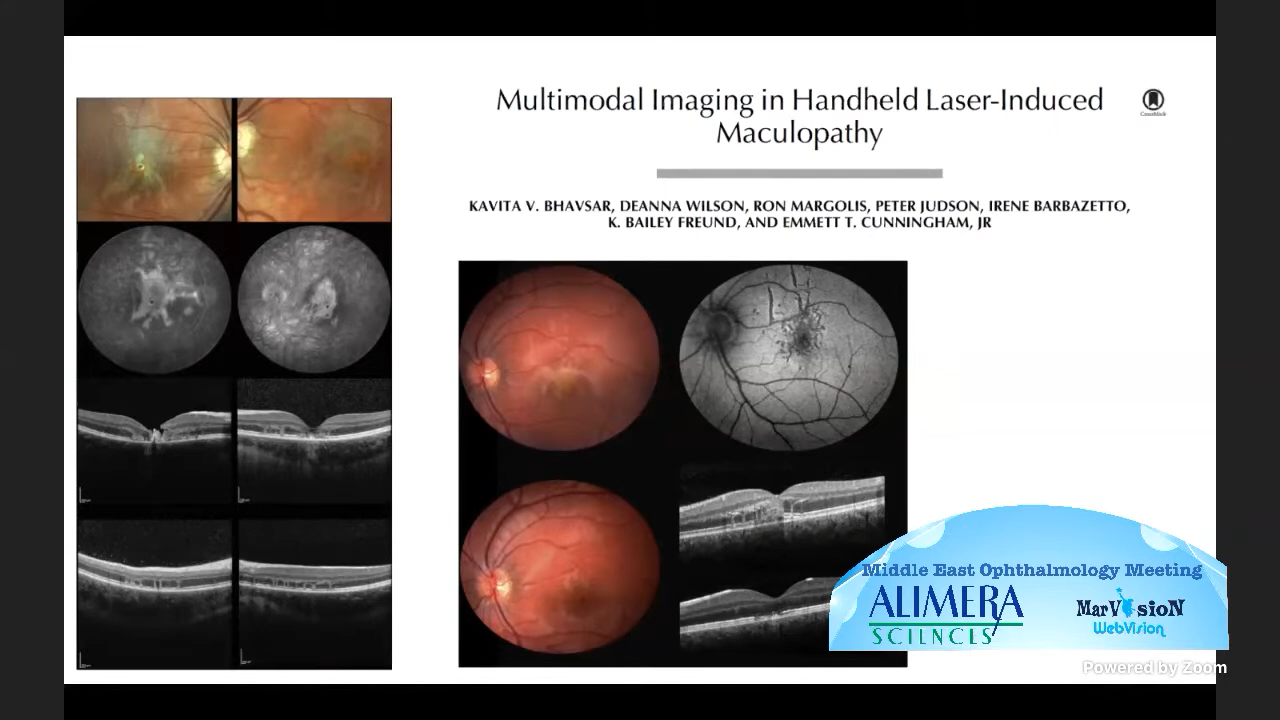 Multimodal Imaging in Handheld Laser-Induced
Maculopathy
CrossMark
KAVITA V. BHAVSAR, DEANNA WILSON, RON MARGOLIS, PETER JUDSON, IRENE BARBAZETTO,
K. BAILEY FREUND, AND EMMETT T. CUNNINGHAM, JR
Middle East Ophthalmology Meeting
ALIMERA
SCIENCES
MarVisioN
WebVision
Powered by Zoom